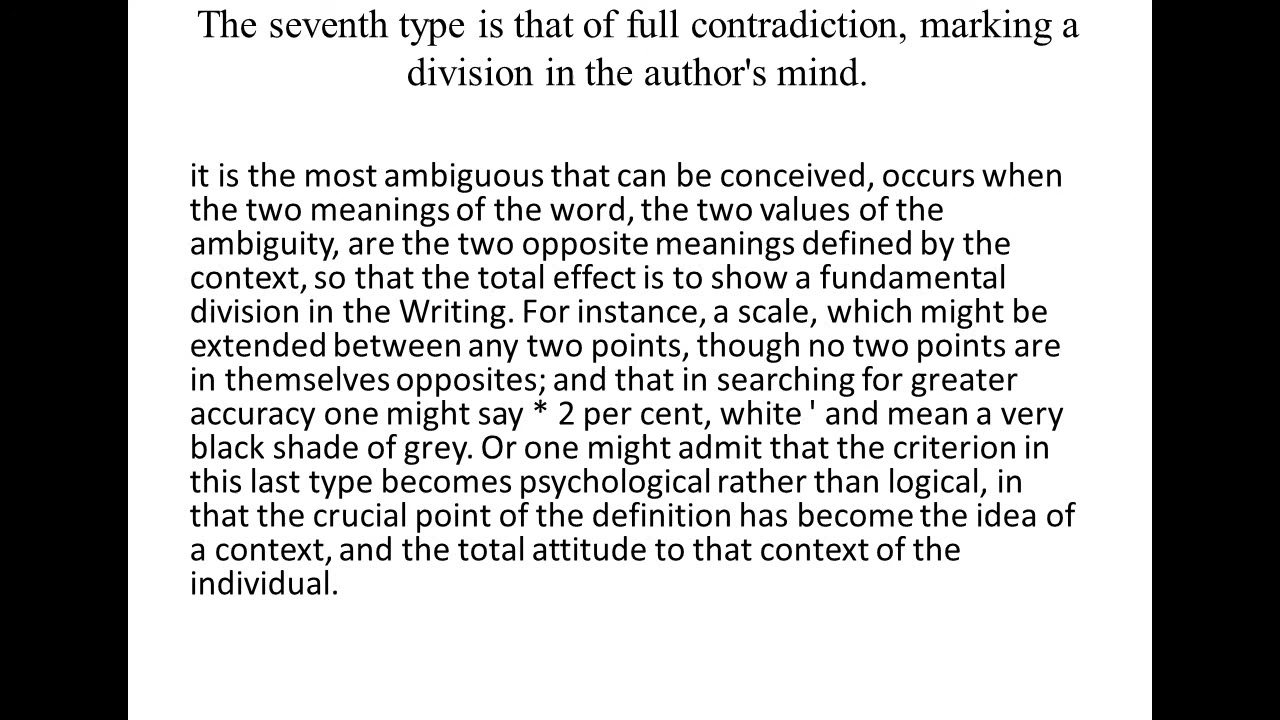 The seventh type is that of full contradiction, marking a
division in the author's mind.
it is the most ambiguous that can be conceived, occurs when
the two meanings of the word, the two values of the
ambiguity, are the two opposite meanings defined by the
context, so that the total effect is to show a fundamental
division in the Writing. For instance, a scale, which might be
extended between any two points, though no two points are
in themselves opposites; and that in searching for greater
accuracy one might say * 2 per cent, white ' and mean a very
black shade of grey. Or one might admit that the criterion in
this last type becomes psychological rather than logical, in
that the crucial point of the definition has become the idea of
a context, and the total attitude to that context of the
individual.